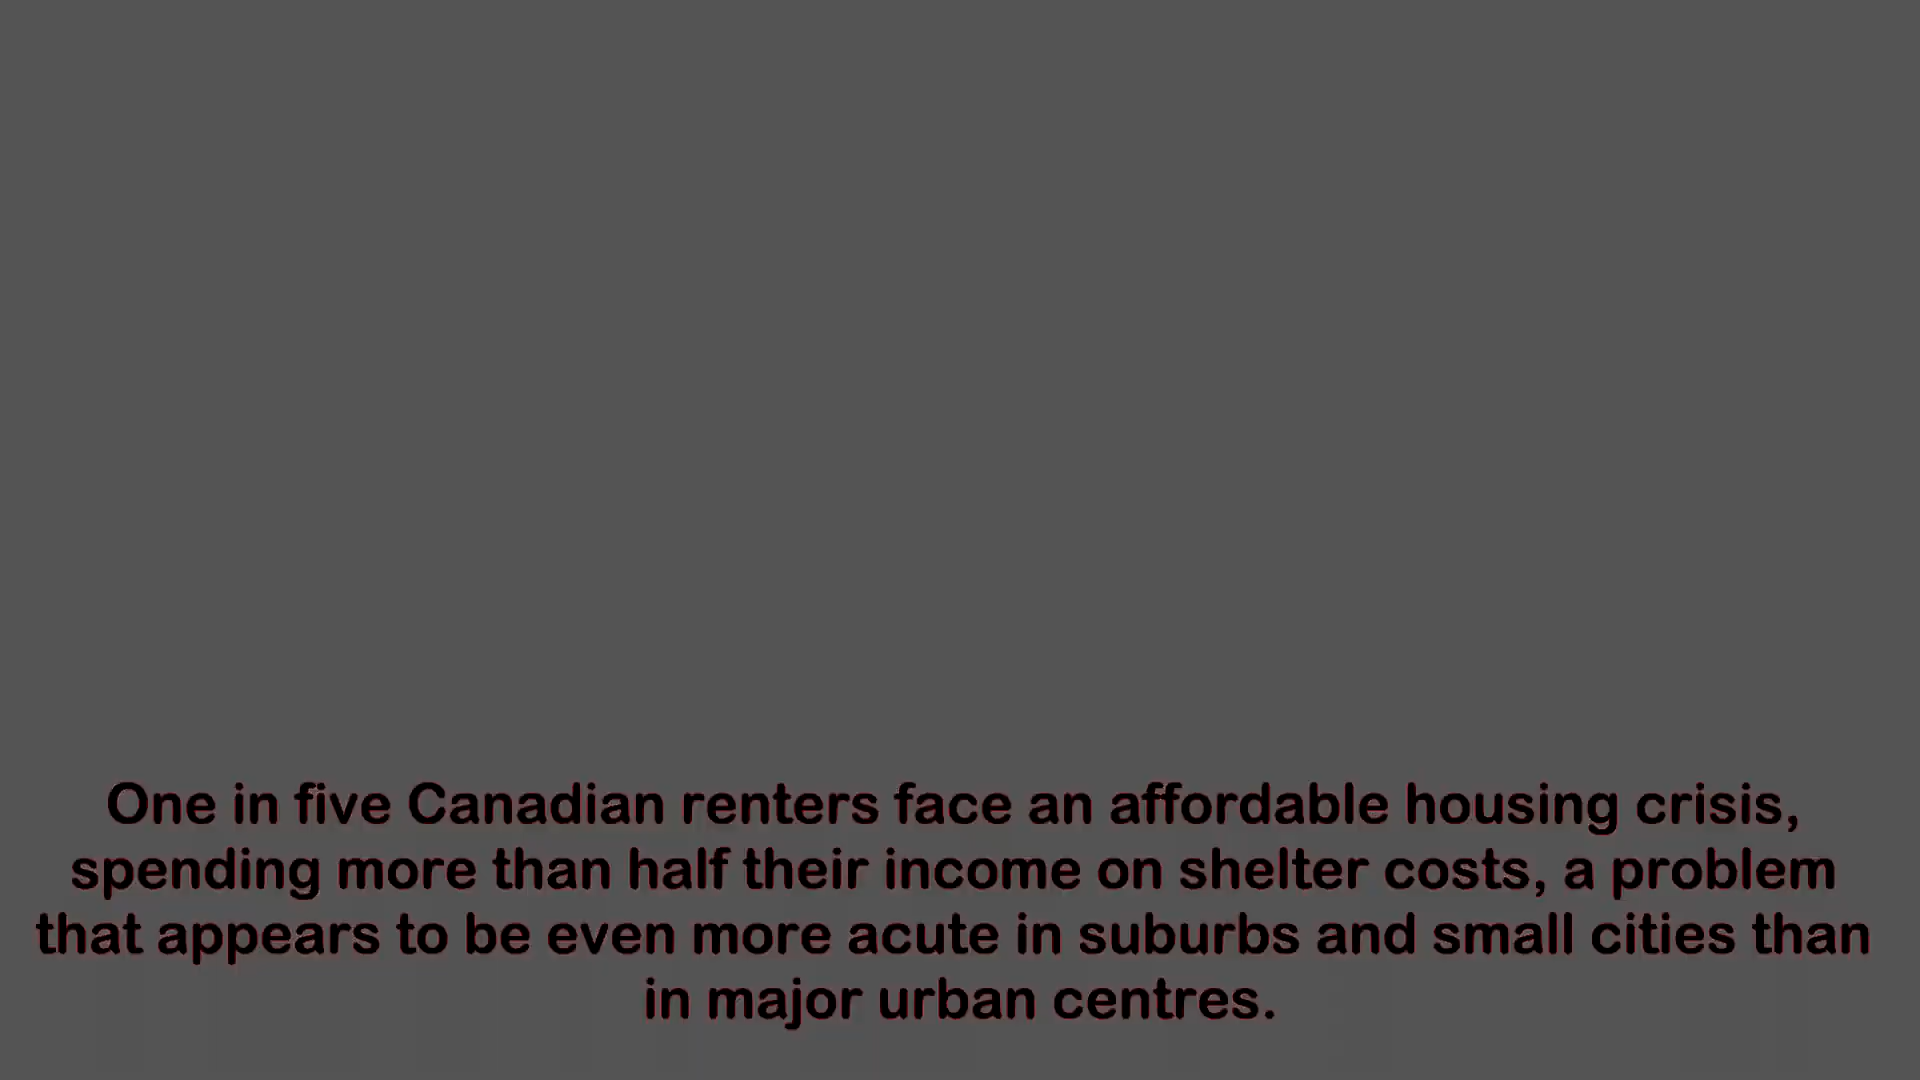 One in five Canadian renters face an affordable housing crisis,
spending more than half their income on shelter costs, a problem
that appears to be even more acute in suburbs and small cities than
in major urban centres.